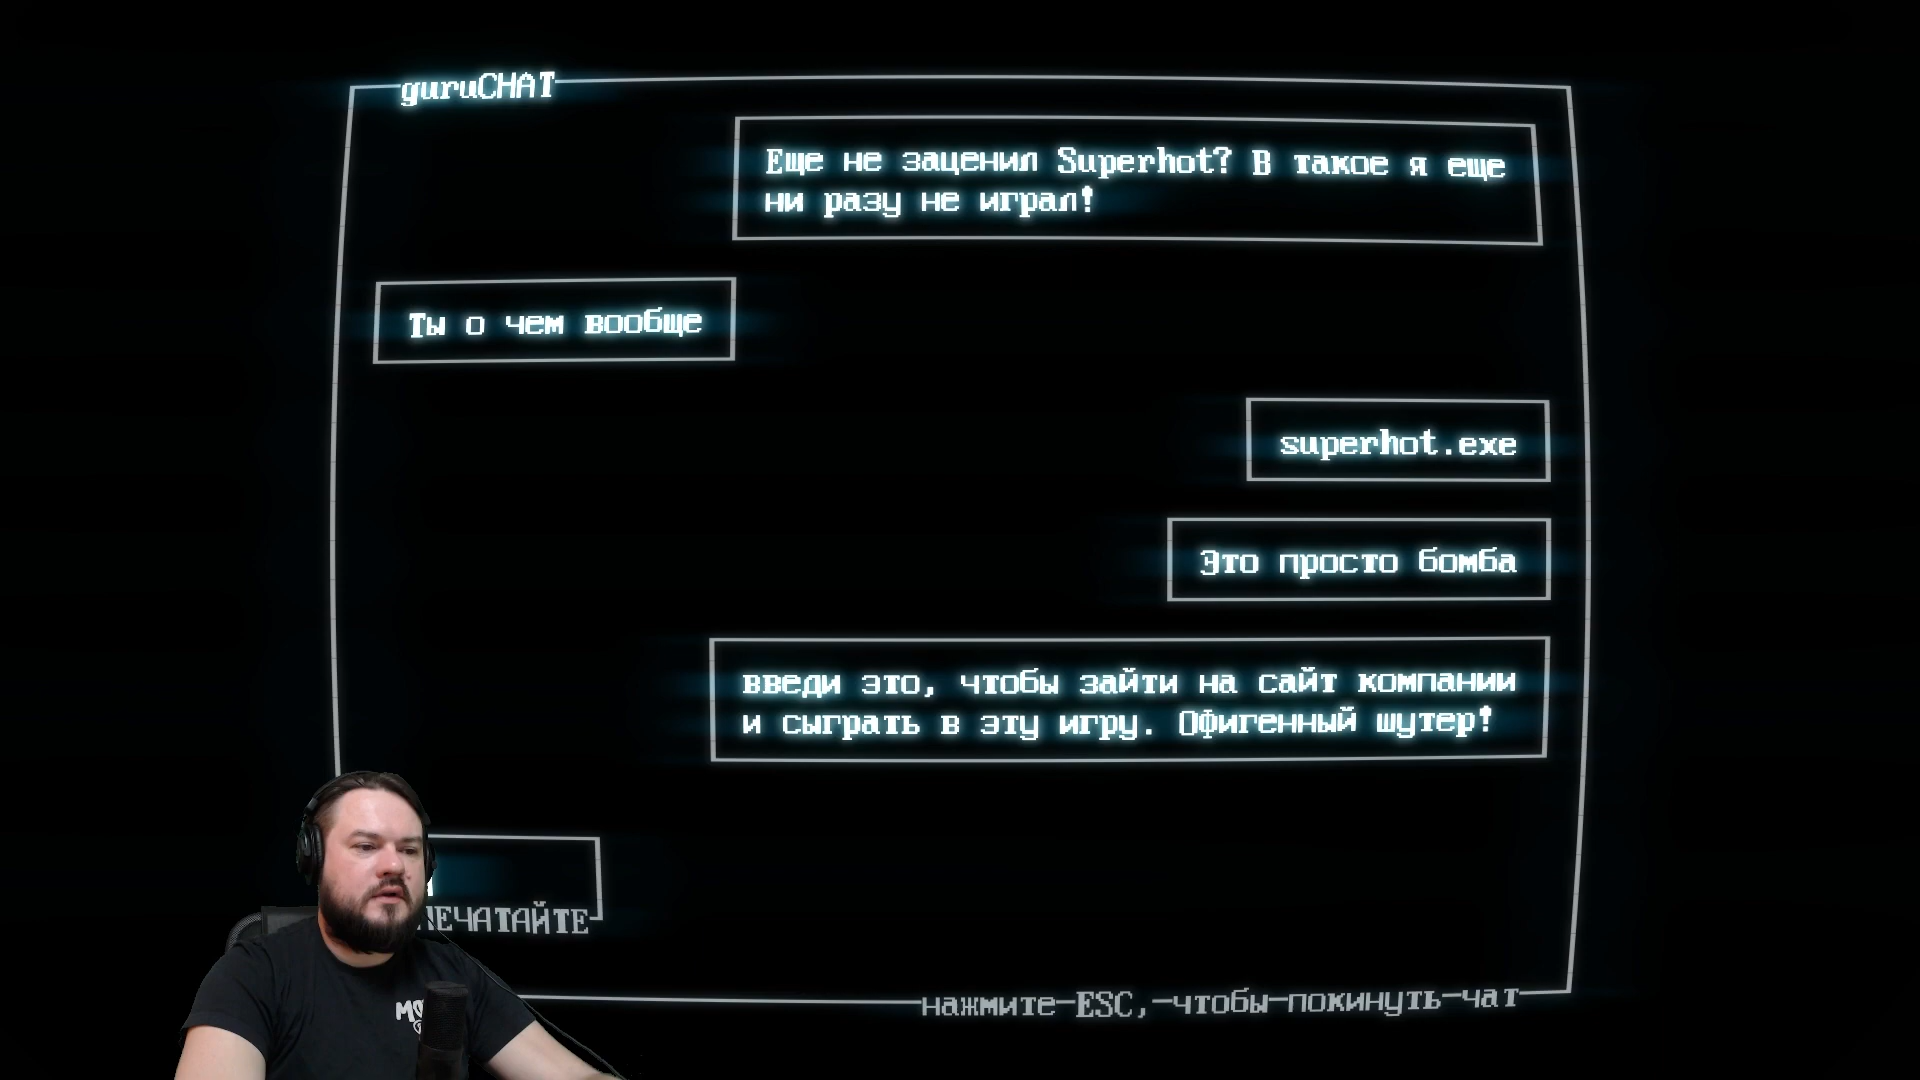 guruCHAT
Еще не заценил Superhot? В такое я еще
ни разу не играл!
Ты о чем вообще
superhot.exe
Это просто бомба
введи это, чтобы зайти на сайт компании
и сыграть в эту игру. Офигенный шутер!
нажмите ESC, чтобы покинуть чат